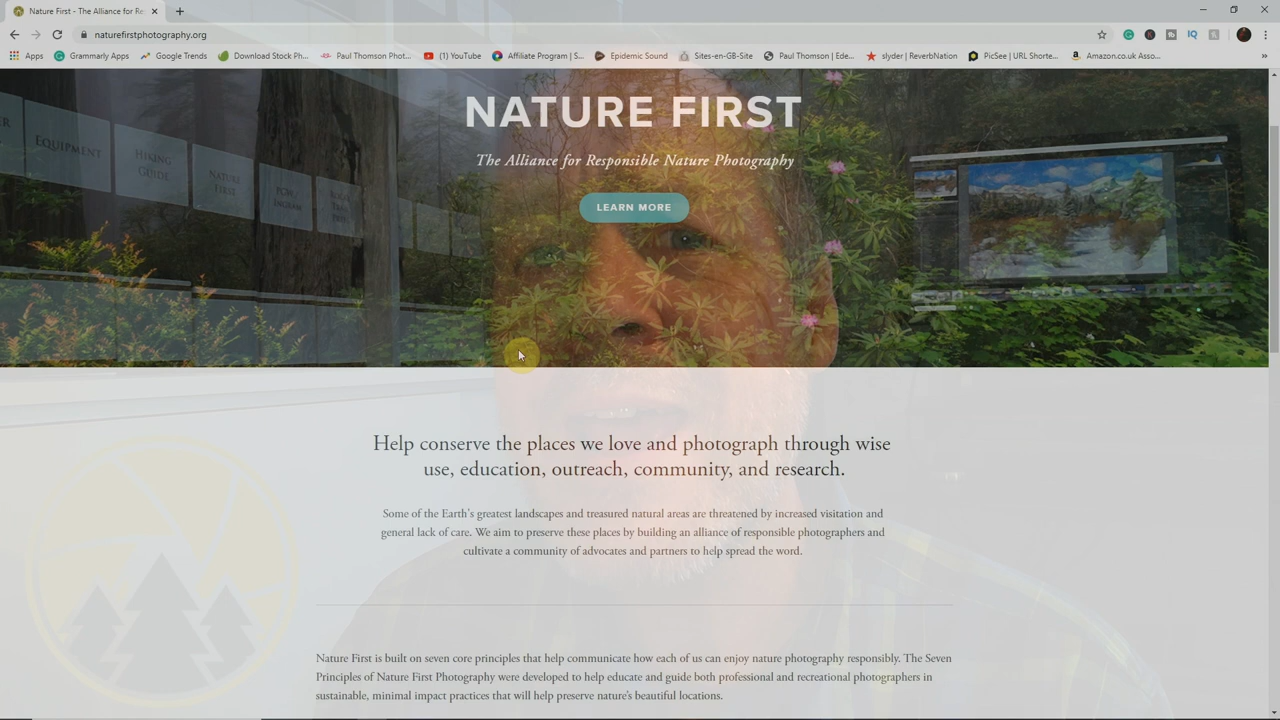 Nature First - The Alliance for Re
naturefirstphotography.org
Apps
Grammarly Apps
Google Trends
Download Stock Ph...
Paul Thomson Phot...
(1) YouTube
Affiliate Program | S...
Epidemic Sound
Sites-en-GB-Site
Paul Thomson | Ede...
slyder | ReverbNation
PicSee | URL Shorte...
Amazon.co.uk Asso...
NATURE FIRST
The Alliance for Responsible Nature Photography
LEARN MORE
EQUIPMENT
HIKING
GUIDE
NATURE
FIRST
Help conserve the places we love and photograph through wise
use, education, outreach, community, and research.
Some of the Earth's greatest landscapes and treasured natural areas are threatened by increased visitation and
general lack of care. We aim to preserve these places by building an alliance of responsible photographers and
cultivate a community of advocates and partners to help spread the word.
Nature First is built on seven core principles that help communicate how each of us can enjoy nature photography responsibly. The Seven
Principles of Nature First Photography were developed to help educate and guide both professional and recreational photographers in
sustainable, minimal impact practices that will help preserve nature's beautiful locations.